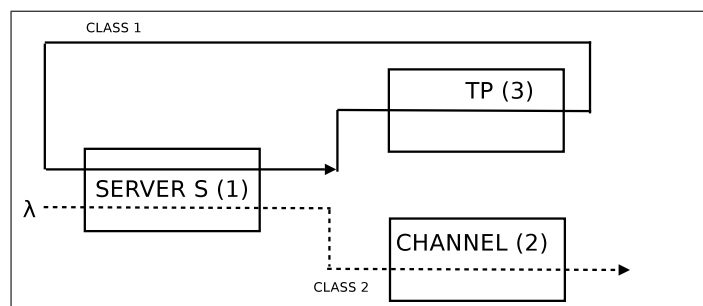 CLASS 1
TP (3)
SERVER S (1)
λ
CHANNEL (2)
CLASS 2